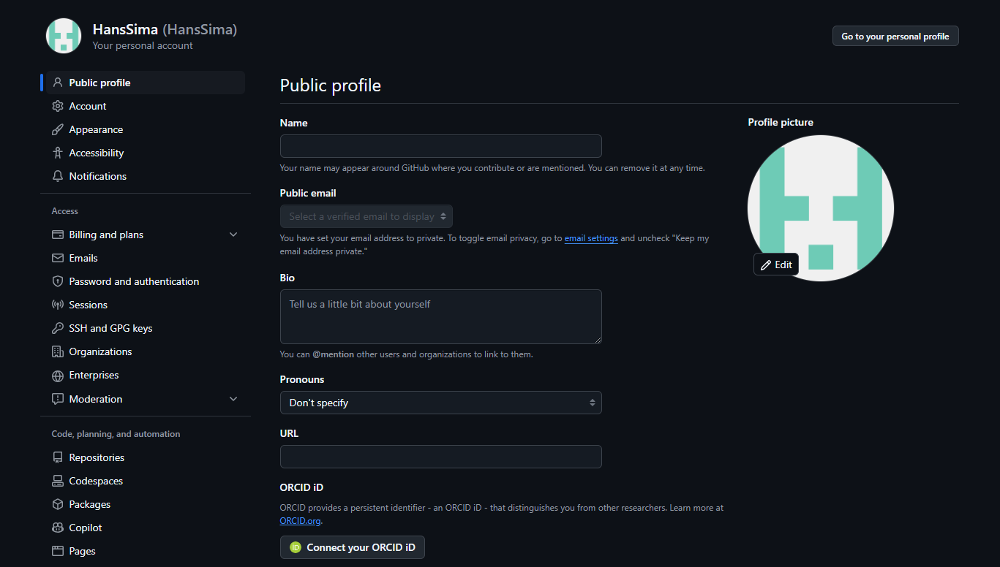 HansSima (HansSima)
Your personal account
Go to your personal profile
Public profile
Account
Appearance
Accessibility
Notifications
Access
Billing and plans
Emails
Password and authentication
Sessions
SSH and GPG keys
Organizations
Enterprises
Moderation
Code, planning, and automation
Repositories
Codespaces
Packages
Copilot
Pages
Public profile
Name
Your name may appear around GitHub where you contribute or are mentioned. You can remove it at any time.
Public email
Select a verified email to display
You have set your email address to private. To toggle email privacy, go to email settings and uncheck "Keep my
email address private."
Bio
Tell us a little bit about yourself
You can @mention other users and organizations to link to them.
Pronouns
Don't specify
URL
ORCID iD
ORCID provides a persistent identifier - an ORCID iD - that distinguishes you from other researchers. Learn more at
ORCID.org.
iD Connect your ORCID iD
Profile picture
Edit